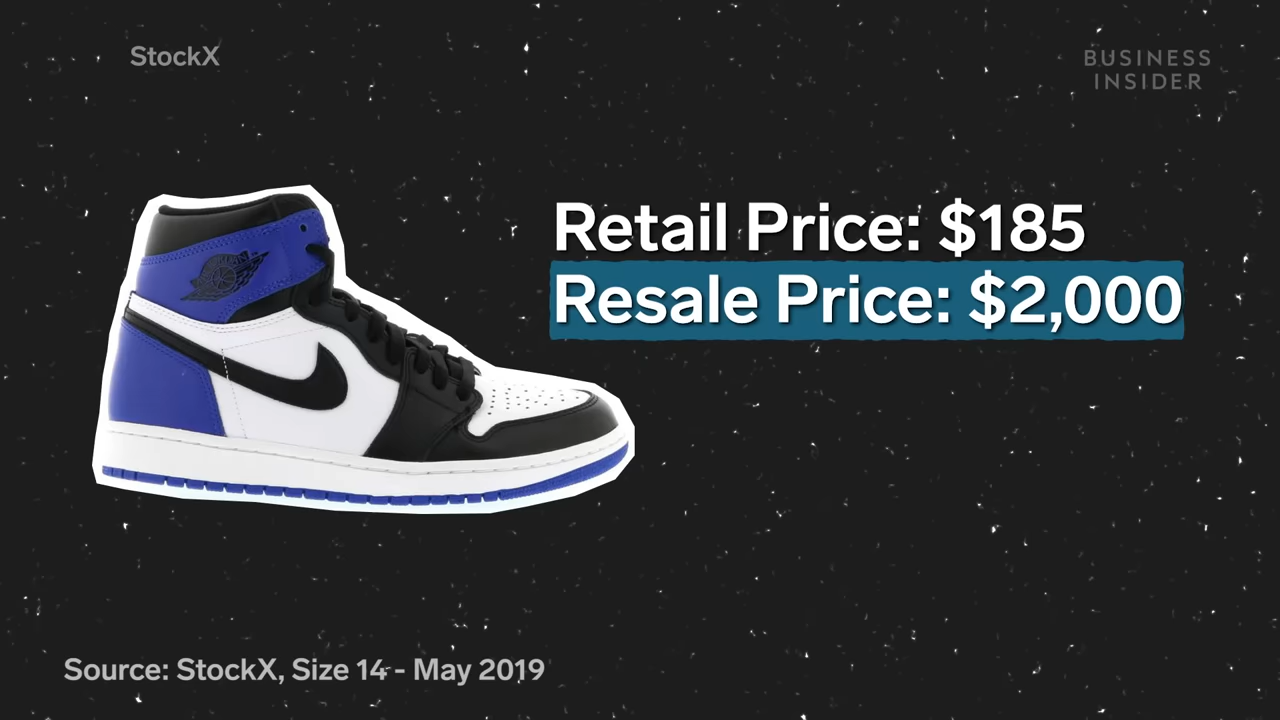 StockX
BUSINESS
INSIDER
Retail Price: $185
Resale Price: $2,000
Source: StockX, Size 14 - May 2019